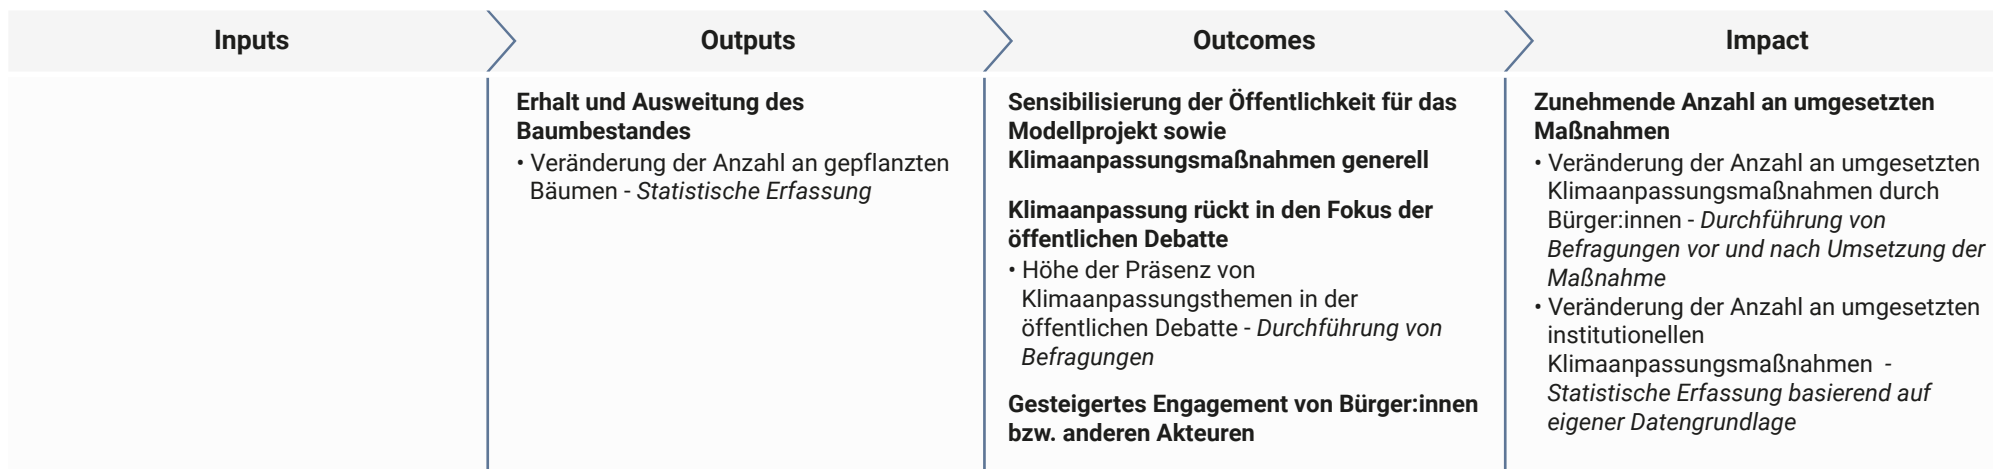 Inputs
Outputs
Outcomes
Impact
Erhalt und Ausweitung des
Baumbestandes
• Veränderung der Anzahl an gepflanzten
Bäumen - Statistische Erfassung
Sensibilisierung der Öffentlichkeit für das
Modellprojekt sowie
Klimaanpassungsmaßnahmen generell
Klimaanpassung rückt in den Fokus der
öffentlichen Debatte
• Höhe der Präsenz von
Klimaanpassungsthemen in der
öffentlichen Debatte - Durchführung von
Befragungen
Gesteigertes Engagement von Bürger:innen
bzw. anderen Akteuren
Zunehmende Anzahl an umgesetzten
Maßnahmen
• Veränderung der Anzahl an umgesetzten
Klimaanpassungsmaßnahmen durch
Bürger:innen - Durchführung von
Befragungen vor und nach Umsetzung der
Maßnahme
• Veränderung der Anzahl an umgesetzten
institutionellen
Klimaanpassungsmaßnahmen -
Statistische Erfassung basierend auf
eigener Datengrundlage